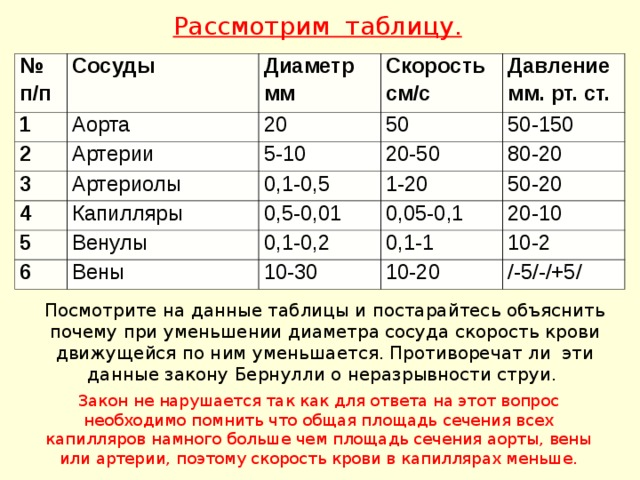 Рассмотрим таблицу.
№ п/п Сосуды Диаметр мм Скорость см/с Давление мм. рт. ст.
1 Аорта 20 50 50-150
2 Артерии 5-10 20-50 80-20
3 Артериолы 0,1-0,5 1-20 50-20
4 Капилляры 0,5-0,01 0,05-0,1 20-10
5 Венулы 0,1-0,2 0,1-1 10-2
6 Вены 10-30 10-20 /-5/-/+5/
Посмотрите на данные таблицы и постарайтесь объяснить
почему при уменьшении диаметра сосуда скорость крови
движущейся по ним уменьшается. Противоречат ли эти
данные закону Бернулли о неразрывности струи.
Закон не нарушается так как для ответа на этот вопрос
необходимо помнить что общая площадь сечения всех
капилляров намного больше чем площадь сечения аорты, вены
или артерии, поэтому скорость крови в капиллярах меньше.